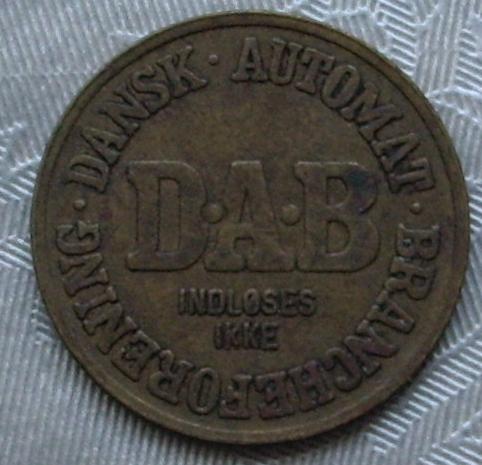 DANSK · AUTOMAT · BRANCHEFORENING ·
D·A·B
INDLØSES
IKKE